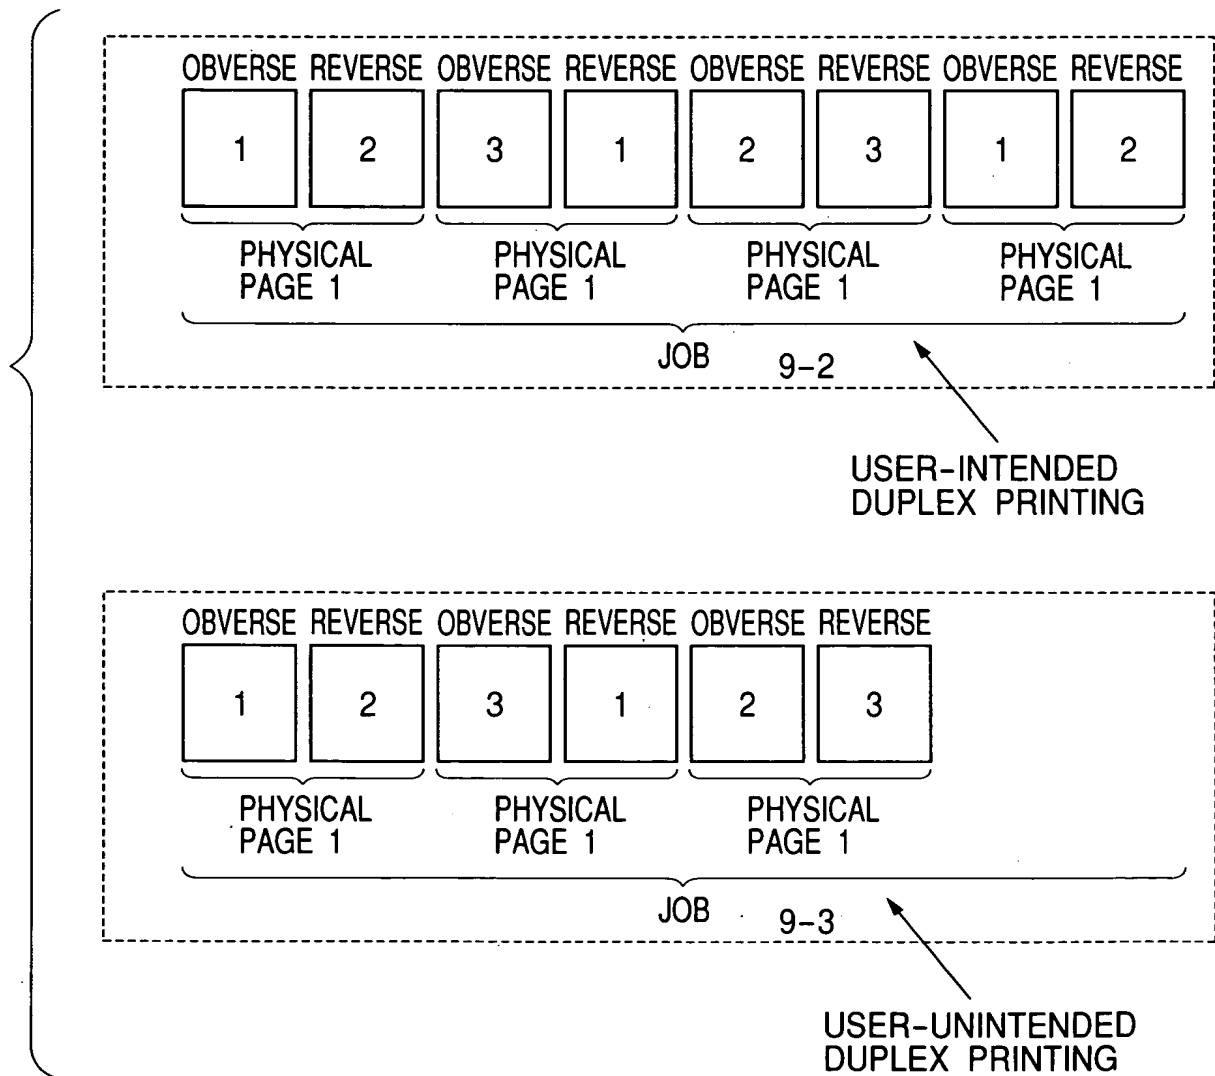 OBVERSE REVERSE OBVERSE REVERSE OBVERSE REVERSE OBVERSE REVERSE
1 2 3 1 2 3 1 2
PHYSICAL PAGE 1 PHYSICAL PAGE 1 PHYSICAL PAGE 1 PHYSICAL PAGE 1
JOB 9-2
USER-INTENDED
DUPLEX PRINTING
OBVERSE REVERSE OBVERSE REVERSE OBVERSE REVERSE
1 2 3 1 2 3
PHYSICAL PAGE 1 PHYSICAL PAGE 1 PHYSICAL PAGE 1
JOB 9-3
USER-UNINTENDED
DUPLEX PRINTING